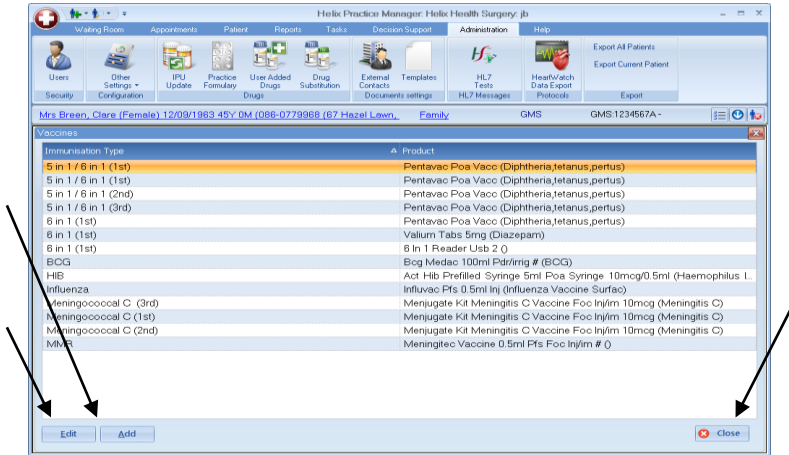 Helix Practice Manager: Helix Health Surgery: jb
Waiting Room Appointments Patient Reports Tasks Decision Support Administration Help
Users
Other Settings
IPU Update
Practice Formulary
User Added Drugs
Drug Substitution
External Contacts
Templates
HL7 Tests
HeartWatch Data Export
Export All Patients
Export Current Patient
Security Configuration Drugs Documents settings HL7 Messages Protocols Export
Mrs Breen, Clare (Female) 12/09/1963 45Y 0M (086-0779968 (67 Hazel Lawn, Family GMS GMS:1234567A -
Vaccines
Immunisation Type Product
5 in 1 / 6 in 1 (1st) Pentavac Poa Vacc (Diphtheria,tetanus,pertus)
5 in 1 / 6 in 1 (1st) Pentavac Poa Vacc (Diphtheria,tetanus,pertus)
5 in 1 / 6 in 1 (2nd) Pentavac Poa Vacc (Diphtheria,tetanus,pertus)
5 in 1 / 6 in 1 (3rd) Pentavac Poa Vacc (Diphtheria,tetanus,pertus)
6 in 1 (1st) Pentavac Poa Vacc (Diphtheria,tetanus,pertus)
6 in 1 (1st) Valium Tabs 5mg (Diazepam)
6 in 1 (1st) 6 In 1 Reader Usb 2 ()
BCG Bcg Medac 100ml Pdr/irrig # (BCG)
HIB Act Hib Prefilled Syringe 5ml Poa Syringe 10mcg/0.5ml (Haemophilus I...
Influenza Influvac Pfs 0.5ml Inj (Influenza Vaccine Surfac)
Meningococcal C (3rd) Menjugate Kit Meningitis C Vaccine Foc Inj/im 10mcg (Meningitis C)
Meningococcal C (1st) Menjugate Kit Meningitis C Vaccine Foc Inj/im 10mcg (Meningitis C)
Meningococcal C (2nd) Menjugate Kit Meningitis C Vaccine Foc Inj/im 10mcg (Meningitis C)
MMR Meningitec Vaccine 0.5ml Pfs Foc Inj/im # ()
Edit Add Close